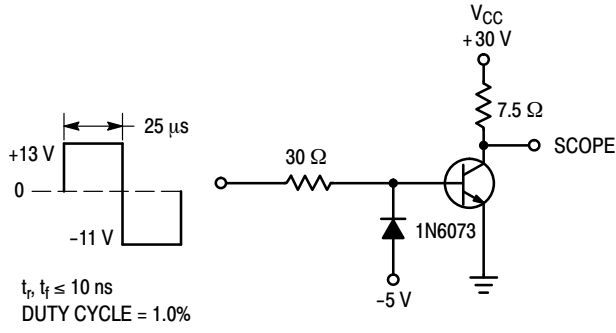 V_CC
+30 V
7.5 Ω
SCOPE
25 μs
+13 V
30 Ω
0
1N6073
−11 V
−5 V
t_r, t_f ≤ 10 ns
DUTY CYCLE = 1.0%